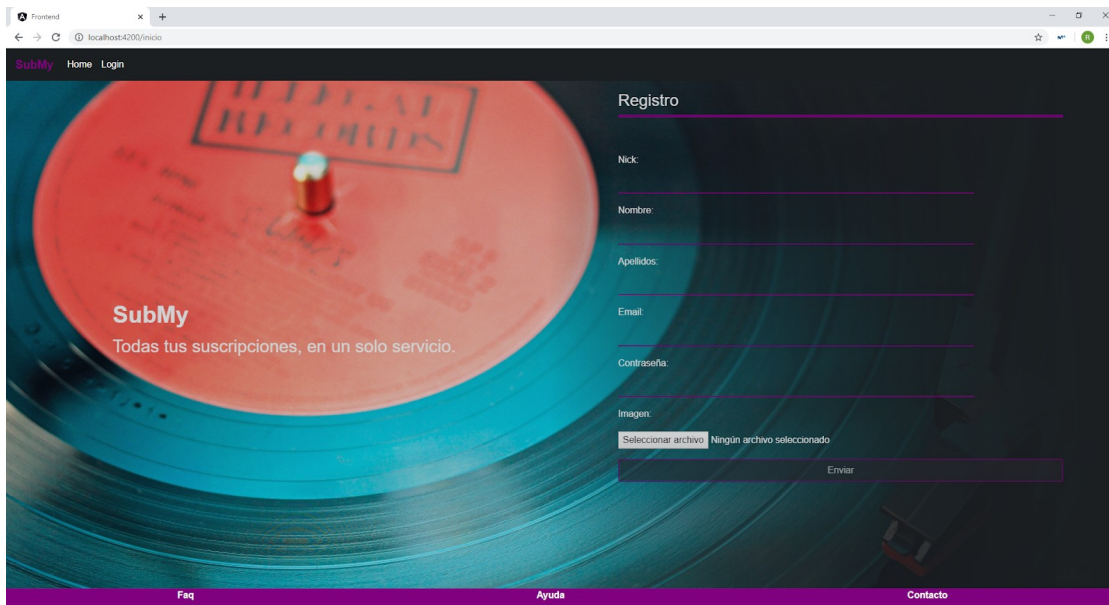 Frontend
localhost:4200/inicio
R
SubMy Home Login
RECORDS
Registro
Nick:
Nombre:
Apellidos:
SubMy
Todas tus suscripciones, en un solo servicio.
Email:
Contraseña:
Imagen:
Seleccionar archivo Ningún archivo seleccionado
Enviar
Faq Ayuda Contacto